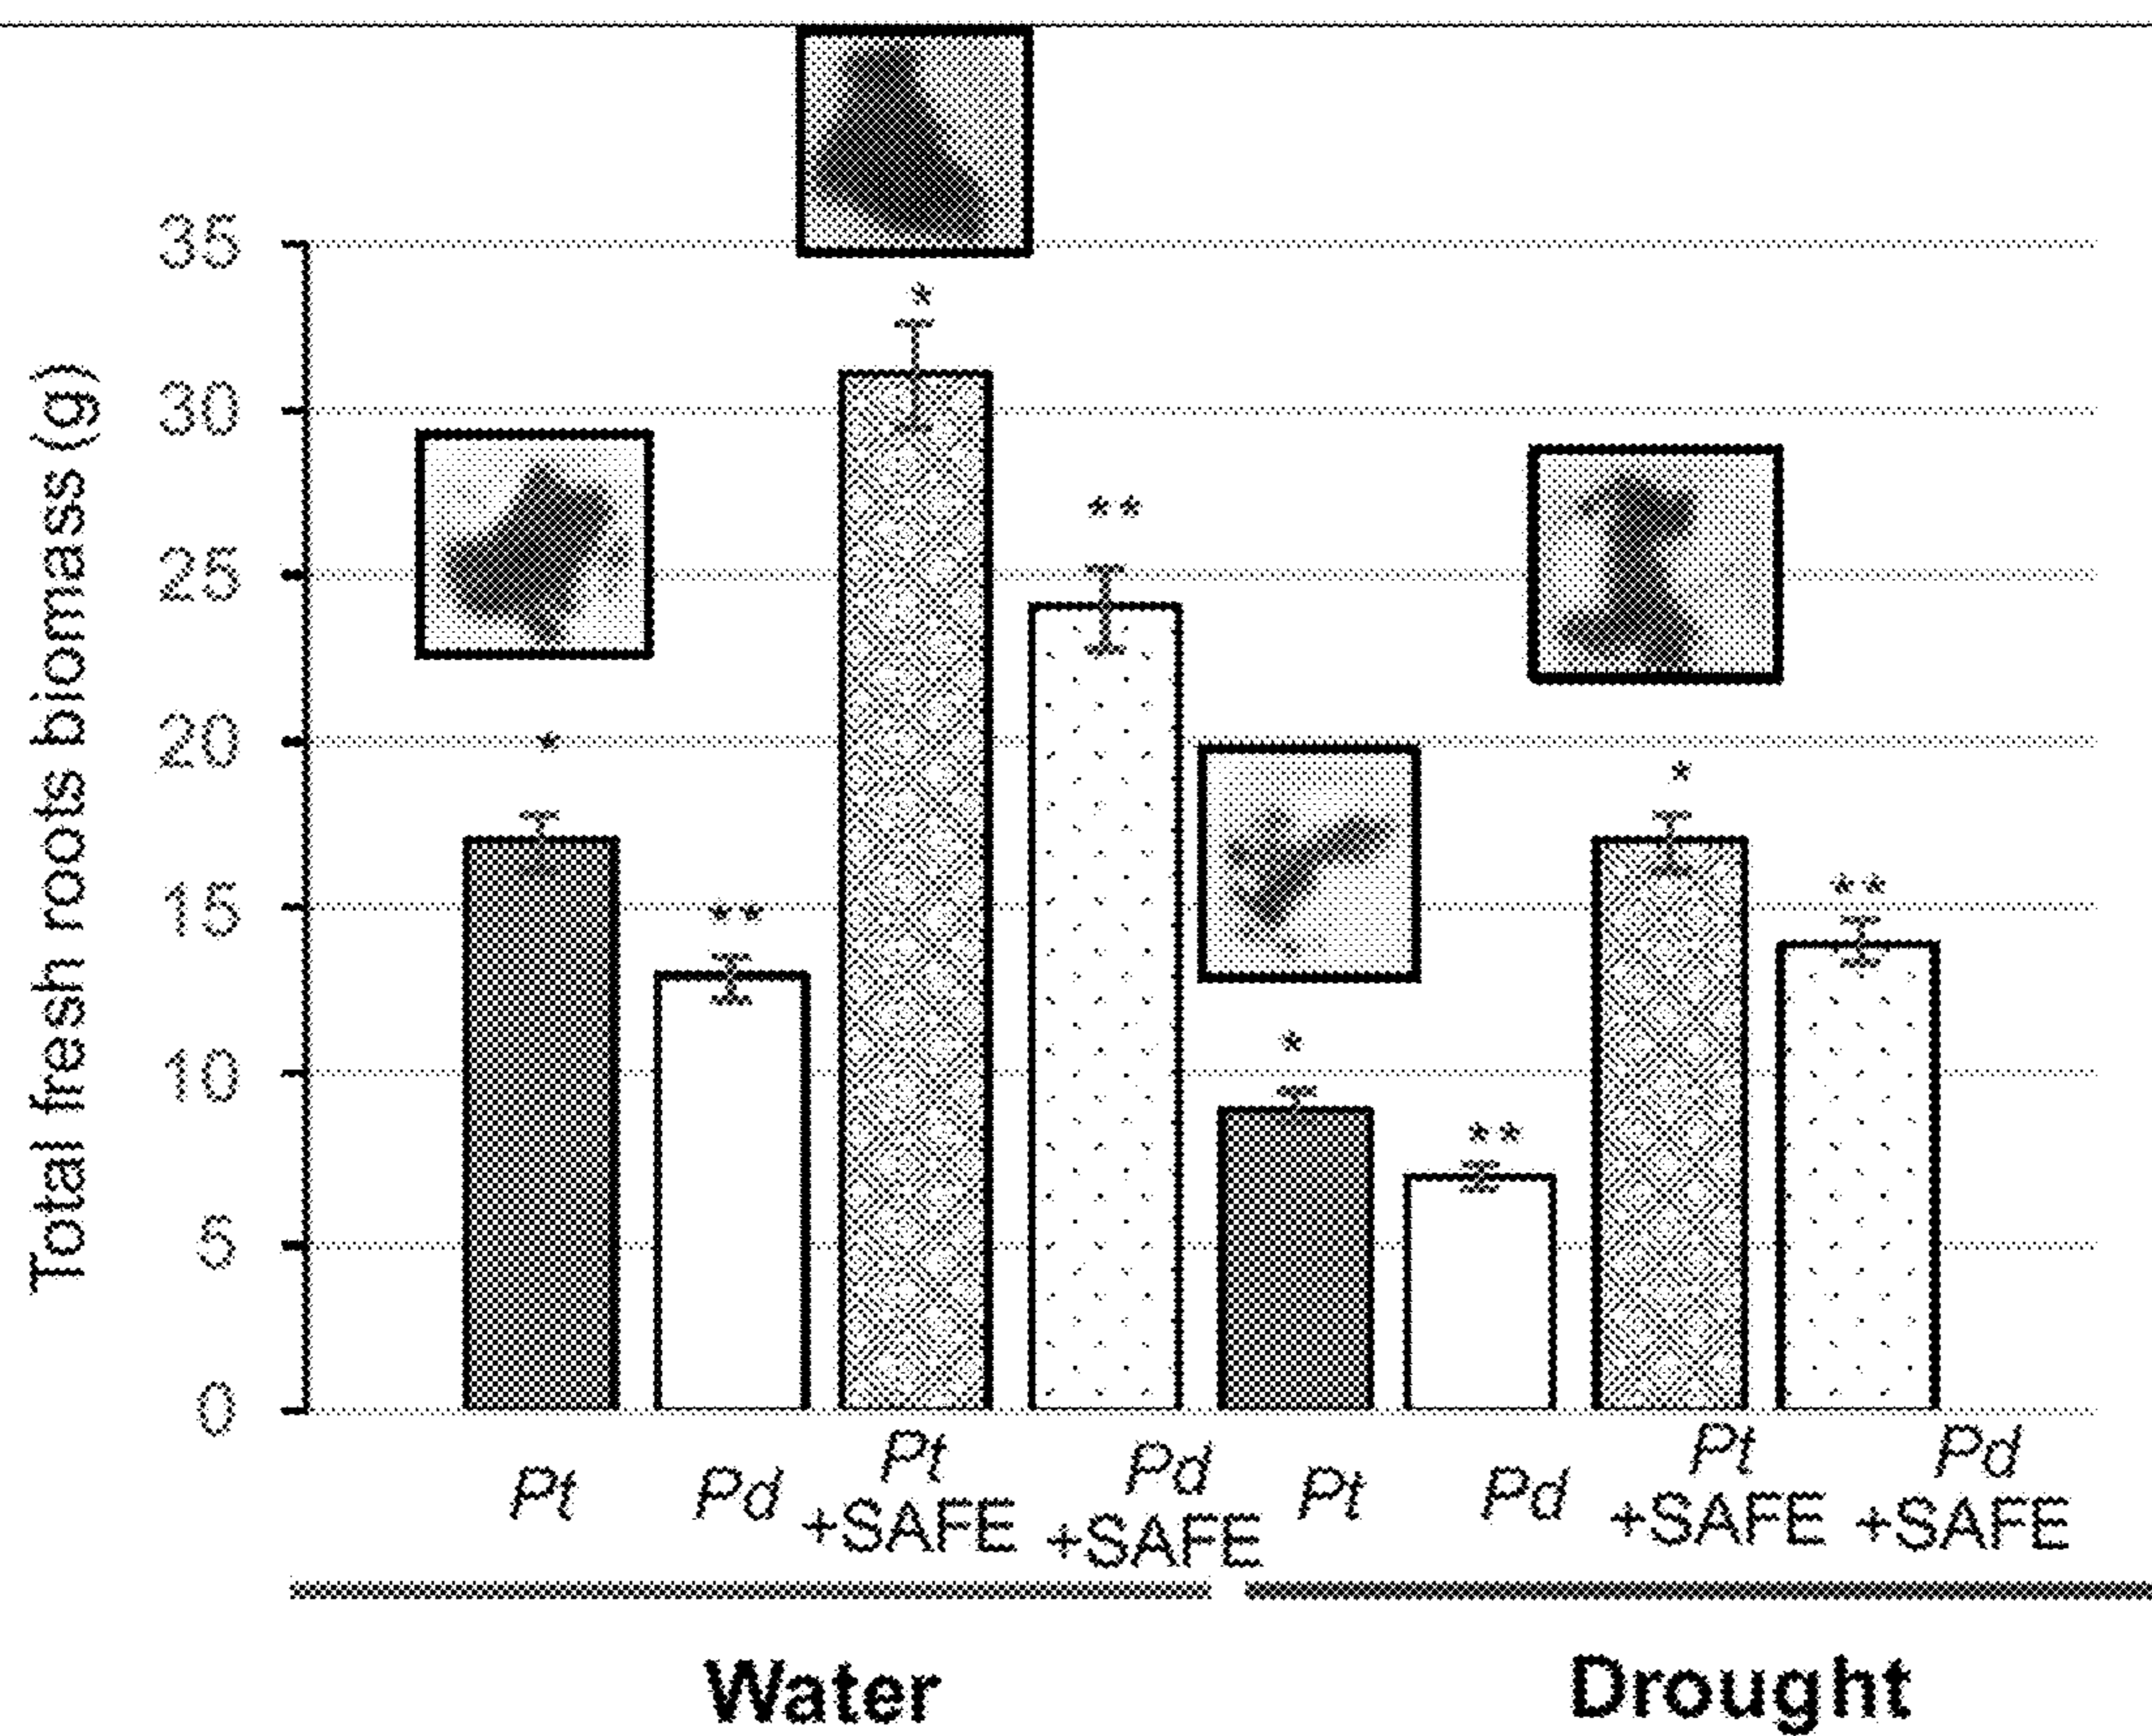 Total fresh roots biomass (g)
35
30
25
20
15
10
5
0
*
**
*
**
*
**
*
**
Pt
Pd
Pt
+SAFE
Pd
+SAFE
Pt
Pd
Pt
+SAFE
Pd
+SAFE
Water
Drought